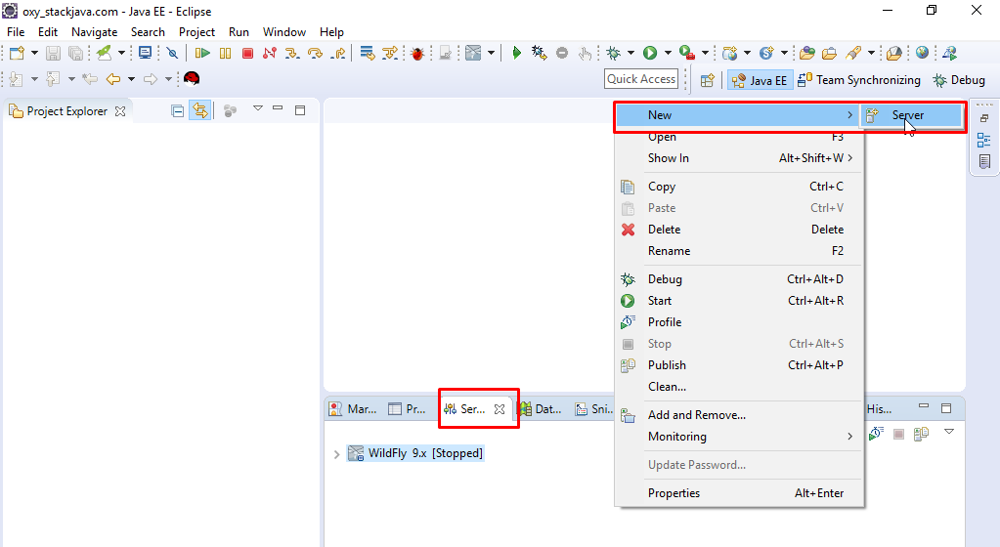 oxy_stackjava.com - Java EE - Eclipse
File Edit Navigate Search Project Run Window Help
Quick Access Java EE Team Synchronizing Debug
Project Explorer
New > Server
Open F3
Show In Alt+Shift+W >
Copy Ctrl+C
Paste Ctrl+V
Delete Delete
Rename F2
Debug Ctrl+Alt+D
Start Ctrl+Alt+R
Profile
Stop Ctrl+Alt+S
Publish Ctrl+Alt+P
Clean...
Add and Remove...
Monitoring >
Update Password...
Properties Alt+Enter
Mar... Pr... Ser... Dat... Sni... His...
WildFly 9.x [Stopped]